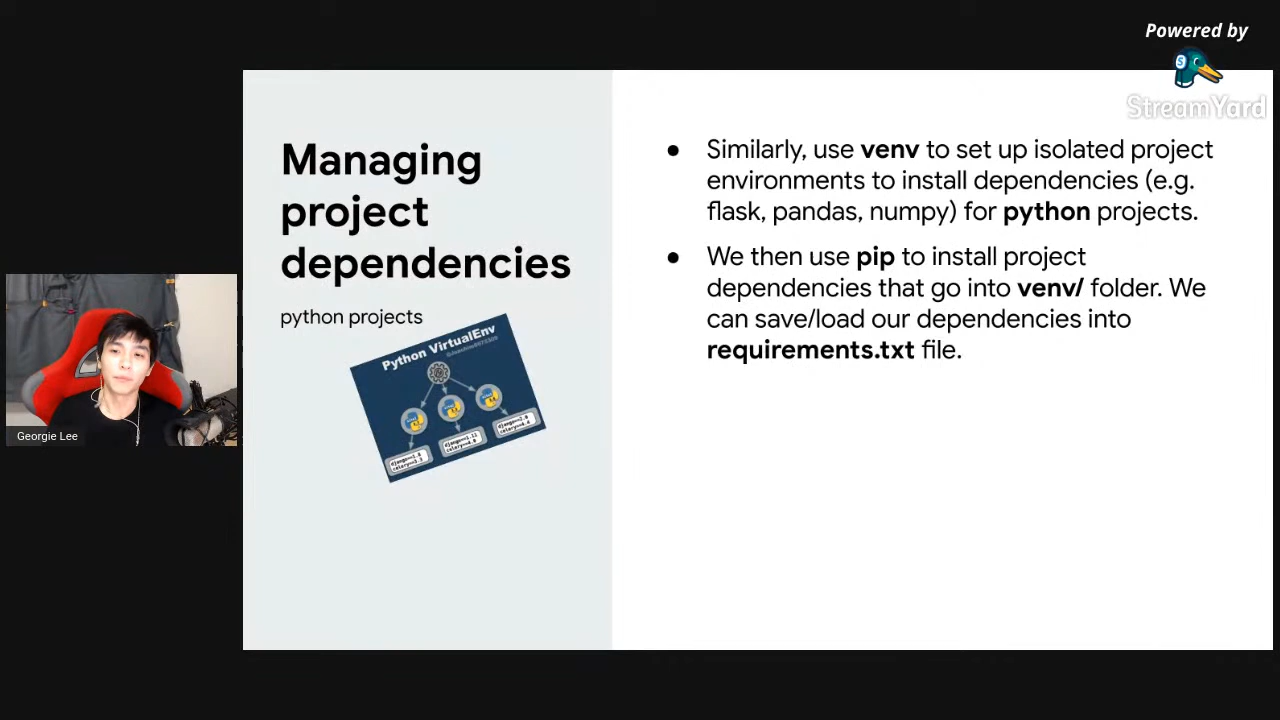 Powered by
StreamYard
Managing
project
dependencies
python projects
Python VirtualEnv
● Similarly, use venv to set up isolated project
environments to install dependencies (e.g.
flask, pandas, numpy) for python projects.
● We then use pip to install project
dependencies that go into venv/ folder. We
can save/load our dependencies into
requirements.txt file.
Georgie Lee